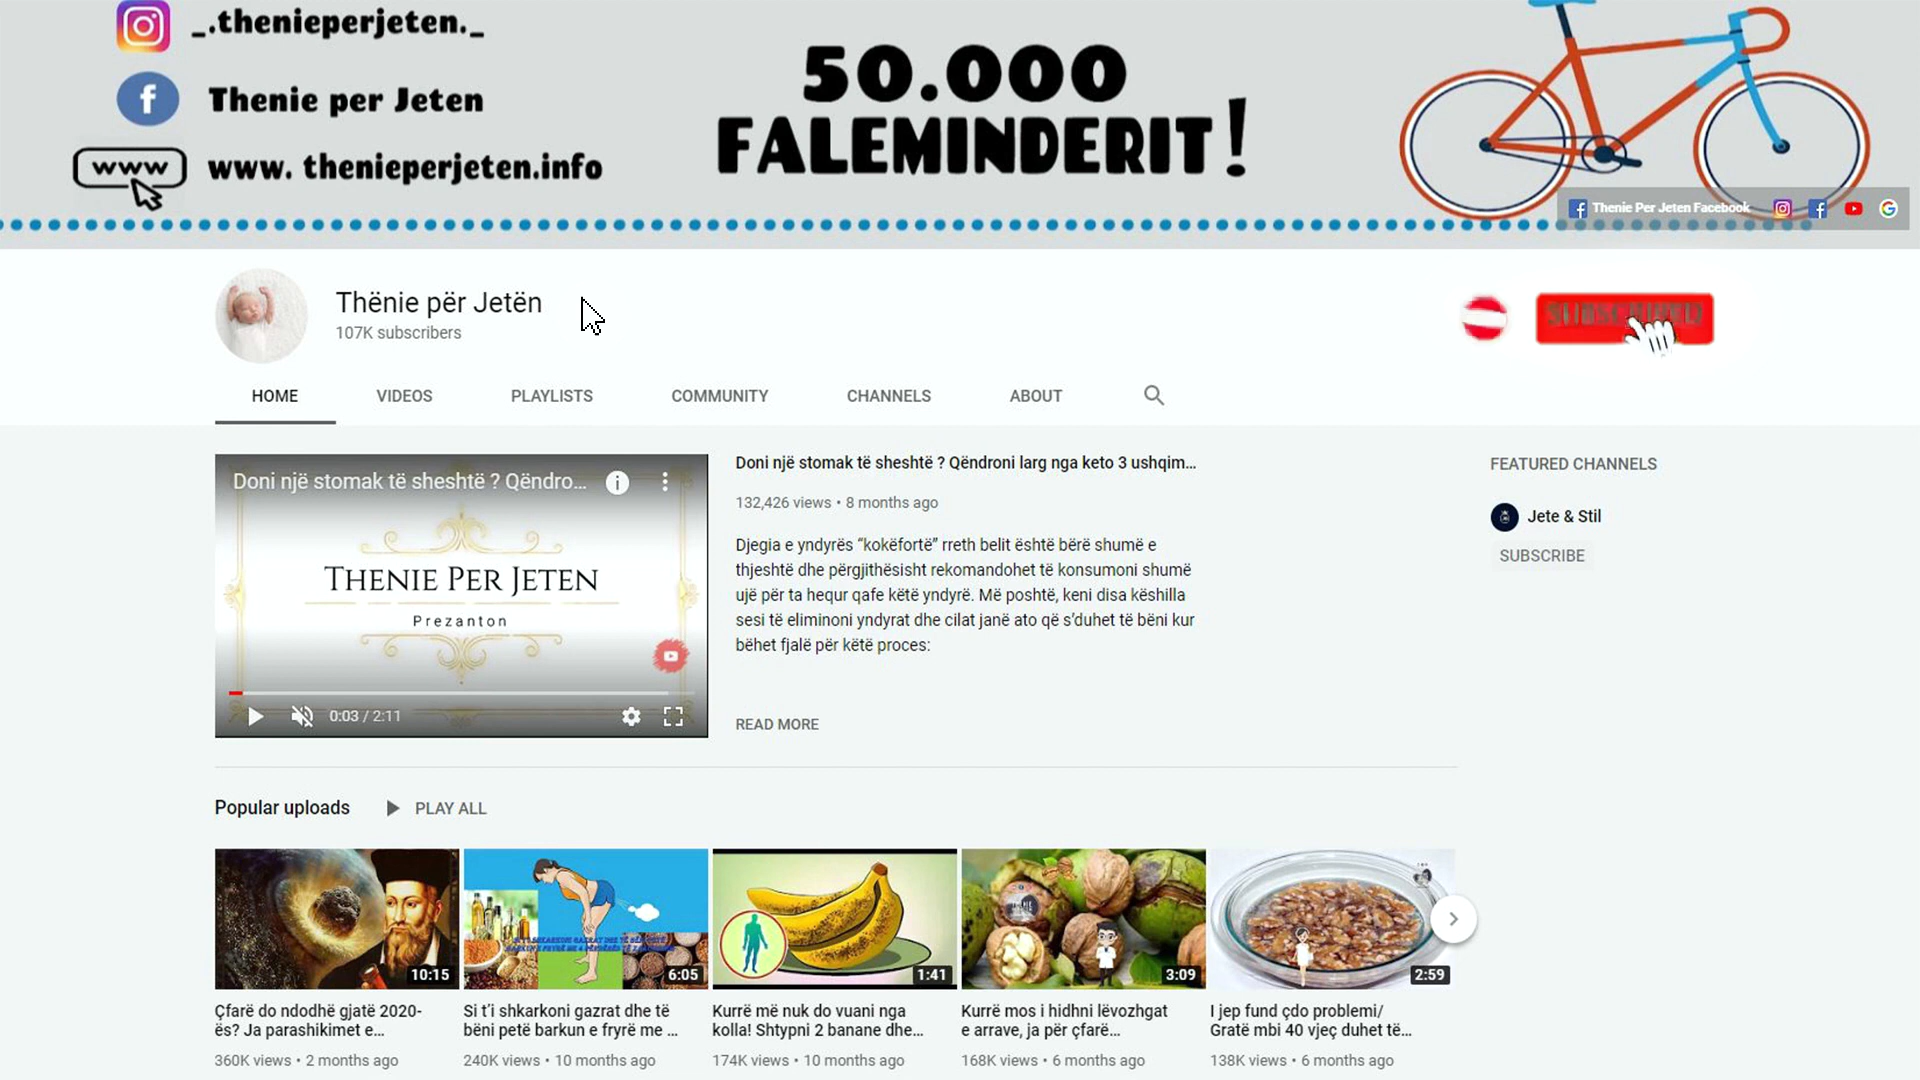 _.thenieperjeten._
Thenie per Jeten
www
www. thenieperjeten.info
50.000
FALEMINDERIT!
Thenie Per Jeten Facebook
Thënie për Jetën
107K subscribers
HOME
VIDEOS
PLAYLISTS
COMMUNITY
CHANNELS
ABOUT
Doni një stomak të sheshtë ? Qëndro...
THENIE PER JETEN
Prezanton
0:03 / 2:11
Doni një stomak të sheshtë ? Qëndroni larg nga keto 3 ushqim...
132,426 views • 8 months ago
Djegia e yndyrës “kokëfortë” rreth belit është bërë shumë e
thjeshtë dhe përgjithësisht rekomandohet të konsumoni shumë
ujë për ta hequr qafe këtë yndyrë. Më poshtë, keni disa këshilla
sesi të eliminoni yndyrat dhe cilat janë ato që s’duhet të bëni kur
bëhet fjalë për këtë proces:
READ MORE
FEATURED CHANNELS
Jete & Stil
SUBSCRIBE
Popular uploads
PLAY ALL
10:15
6:05
1:41
3:09
2:59
Çfarë do ndodhë gjatë 2020-
ës? Ja parashikimet e...
360K views • 2 months ago
Si t’i shkarkoni gazrat dhe të
bëni petë barkun e fryrë me ...
240K views • 10 months ago
Kurrë më nuk do vuani nga
kolla! Shtypni 2 banane dhe...
174K views • 10 months ago
Kurrë mos i hidhni lëvozhgat
e arrave, ja për çfarë...
168K views • 6 months ago
I jep fund çdo problemi/
Gratë mbi 40 vjeç duhet të...
138K views • 6 months ago